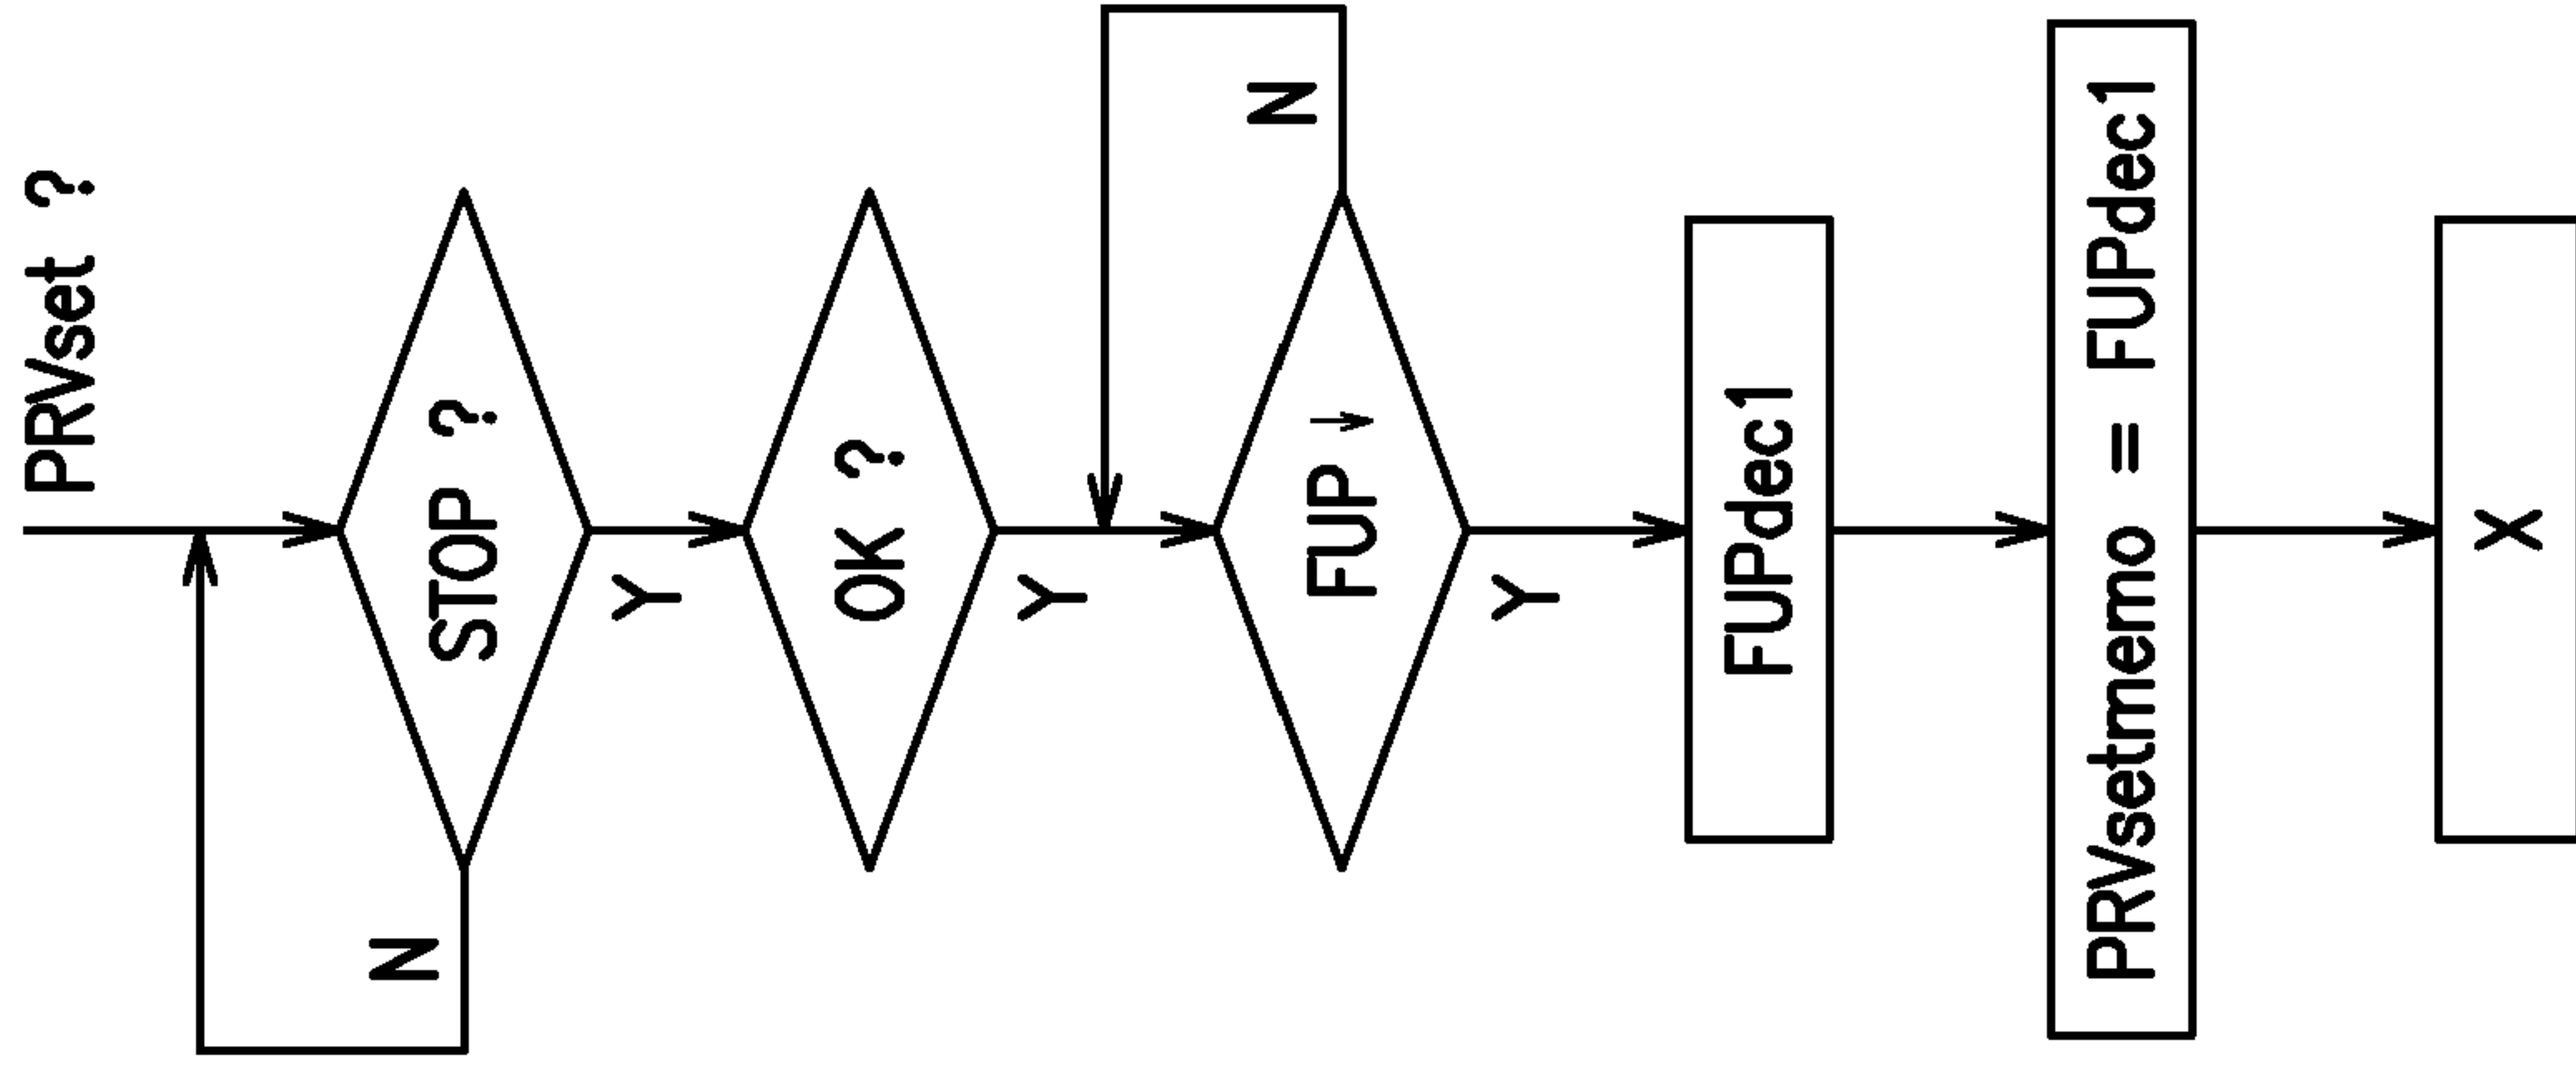 PRVset ?
STOP ?
N
Y
OK ?
Y
FUP ↓
N
Y
FUPdec1
PRVsetmemo = FUPdec1
X